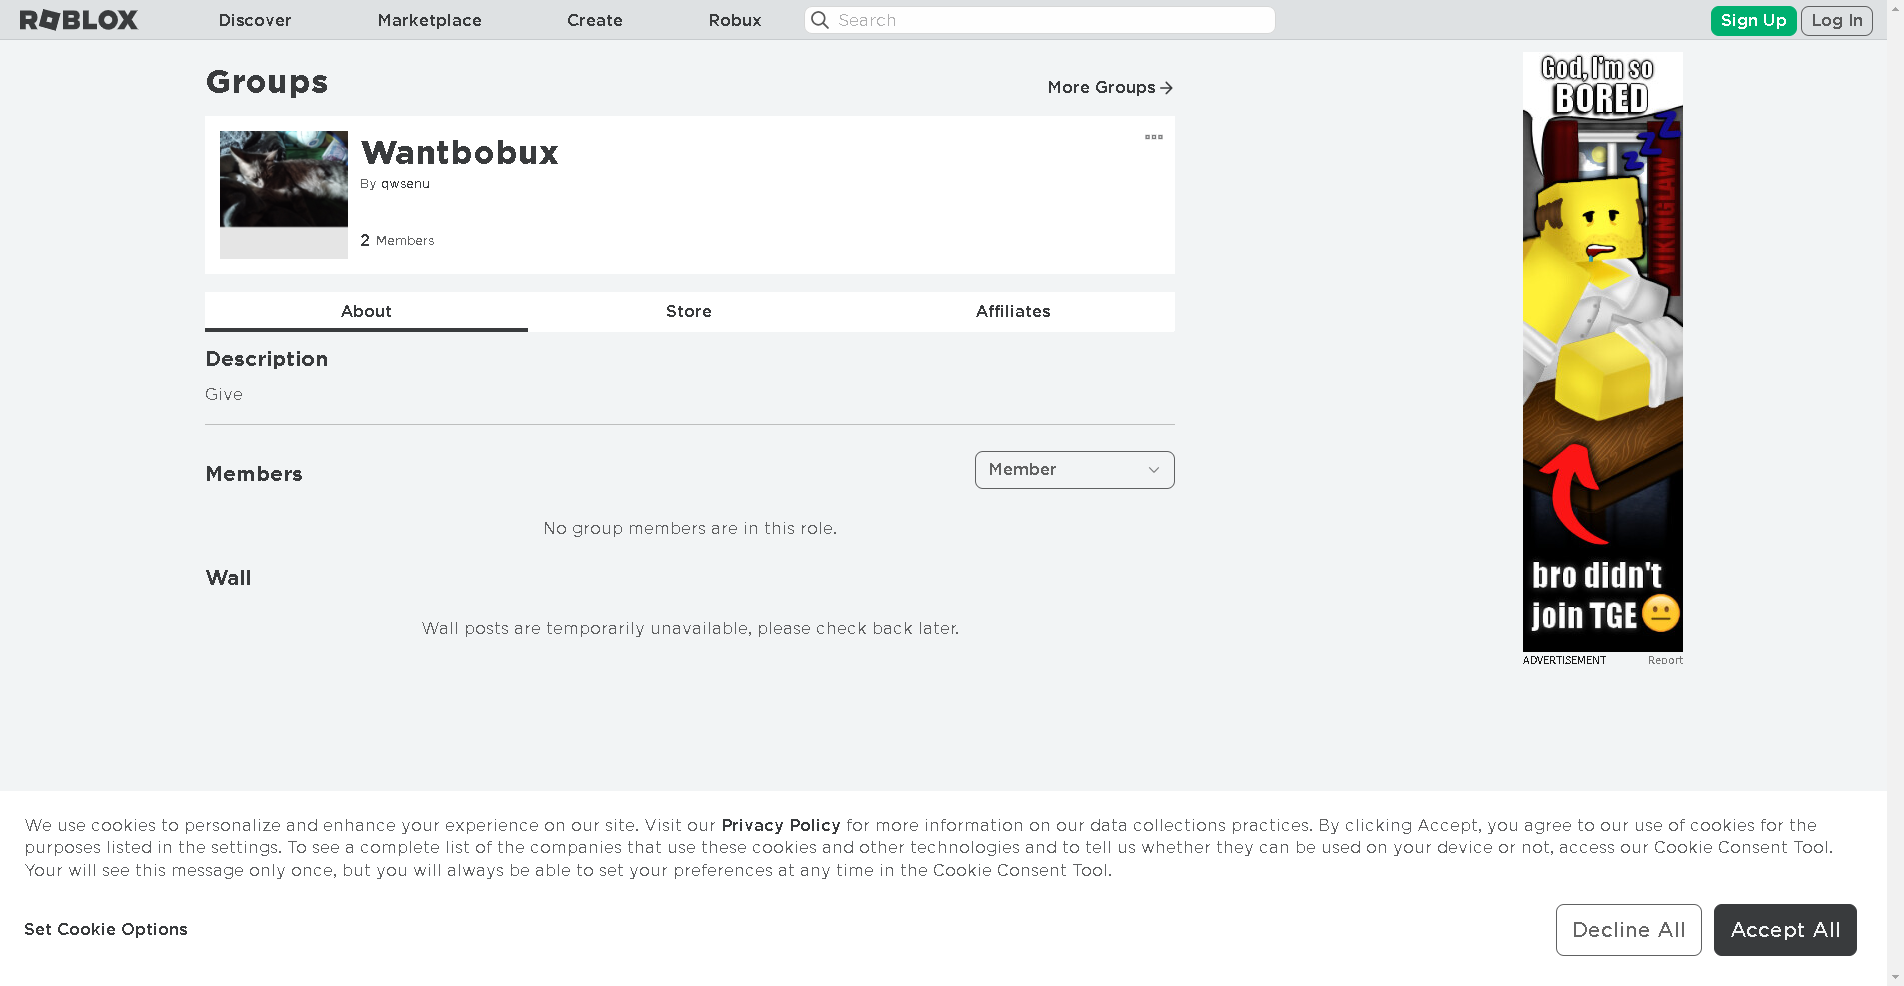 ROBLOX
Discover
Marketplace
Create
Robux
Search
Sign Up
Log In
Groups
More Groups
Wantbobux
By qwsenu
2 Members
About
Store
Affiliates
Description
Give
Members
Member
No group members are in this role.
Wall
Wall posts are temporarily unavailable, please check back later.
God, I'm so
BORED
zzz
VIKINGLAW
bro didn't
join TGE
ADVERTISEMENT
Report
We use cookies to personalize and enhance your experience on our site. Visit our Privacy Policy for more information on our data collections practices. By clicking Accept, you agree to our use of cookies for the
purposes listed in the settings. To see a complete list of the companies that use these cookies and other technologies and to tell us whether they can be used on your device or not, access our Cookie Consent Tool.
Your will see this message only once, but you will always be able to set your preferences at any time in the Cookie Consent Tool.
Set Cookie Options
Decline All
Accept All